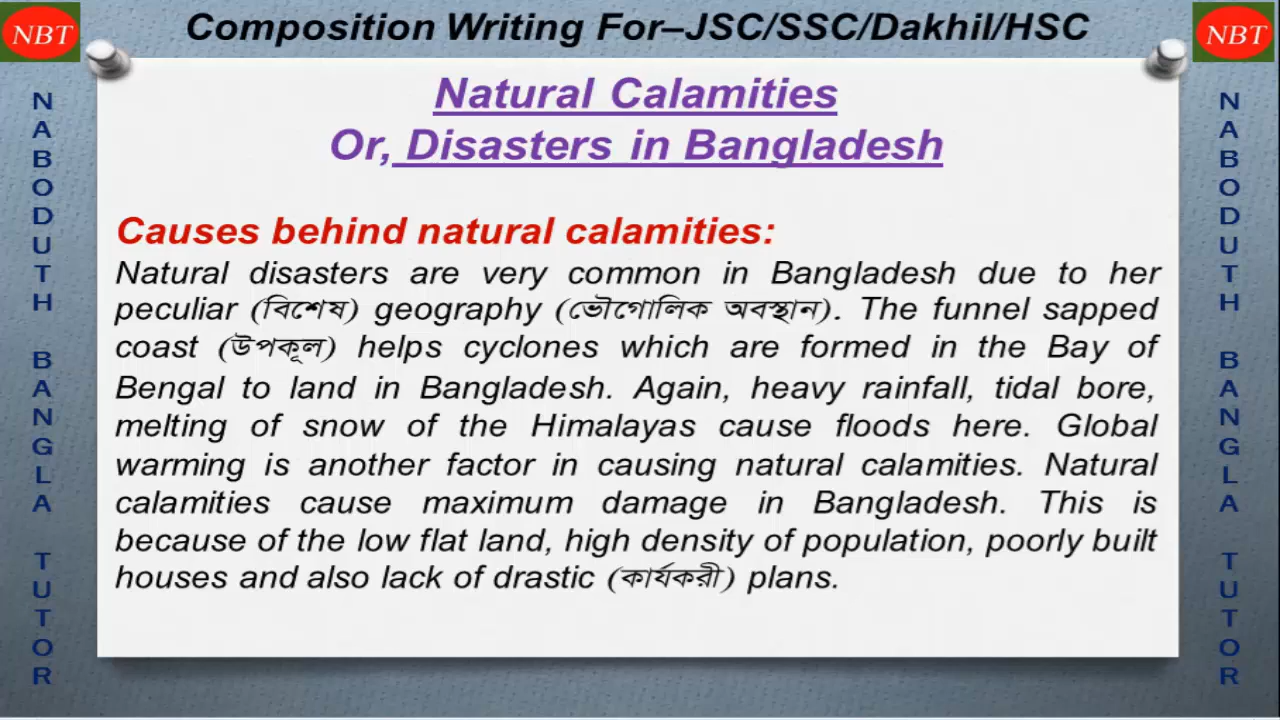 Composition Writing For–JSC/SSC/Dakhil/HSC
NBT
NBT
Natural Calamities
Or, Disasters in Bangladesh
Causes behind natural calamities:
Natural disasters are very common in Bangladesh due to her
peculiar (বিশেষ) geography (ভৌগোলিক অবস্থান). The funnel sapped
coast (উপকূল) helps cyclones which are formed in the Bay of
Bengal to land in Bangladesh. Again, heavy rainfall, tidal bore,
melting of snow of the Himalayas cause floods here. Global
warming is another factor in causing natural calamities. Natural
calamities cause maximum damage in Bangladesh. This is
because of the low flat land, high density of population, poorly built
houses and also lack of drastic (কার্যকরী) plans.
NABODUTH BANGLA TUTOR
NABODUTH BANGLA TUTOR